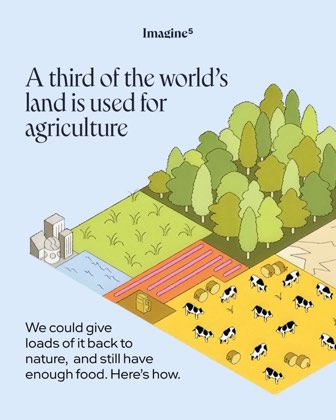 Imagine⁵
A third of the world's
land is used for
agriculture
We could give
loads of it back to
nature, and still have
enough food. Here's how.